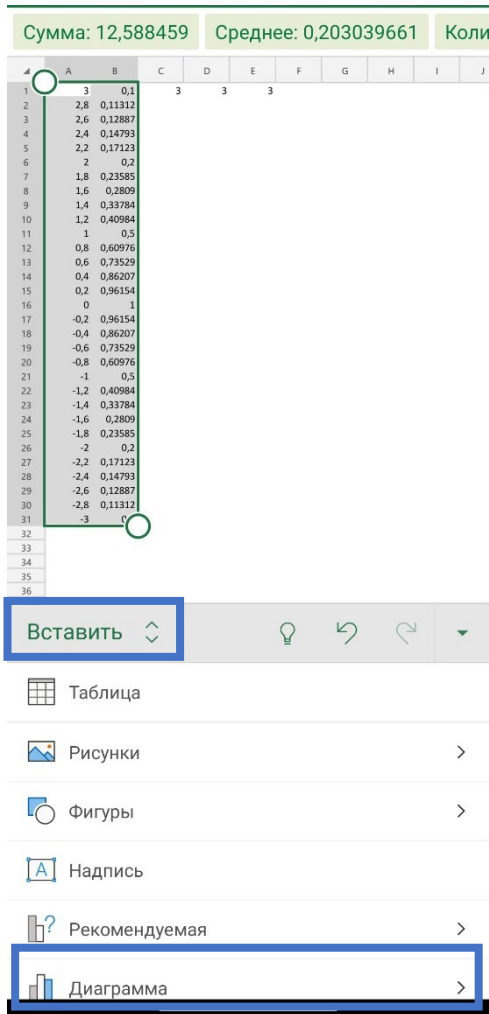 Сумма: 12,588459 Среднее: 0,203039661 Коли
A B C D E F G H I J
1 3 0,1 3 3 3
2 2,8 0,11312
3 2,6 0,12887
4 2,4 0,14793
5 2,2 0,17123
6 2 0,2
7 1,8 0,23585
8 1,6 0,2809
9 1,4 0,33784
10 1,2 0,40984
11 1 0,5
12 0,8 0,60976
13 0,6 0,73529
14 0,4 0,86207
15 0,2 0,96154
16 0 1
17 -0,2 0,96154
18 -0,4 0,86207
19 -0,6 0,73529
20 -0,8 0,60976
21 -1 0,5
22 -1,2 0,40984
23 -1,4 0,33784
24 -1,6 0,2809
25 -1,8 0,23585
26 -2 0,2
27 -2,2 0,17123
28 -2,4 0,14793
29 -2,6 0,12887
30 -2,8 0,11312
31 -3
32
33
34
35
36
Вставить
Таблица
Рисунки
Фигуры
A Надпись
? Рекомендуемая
Диаграмма